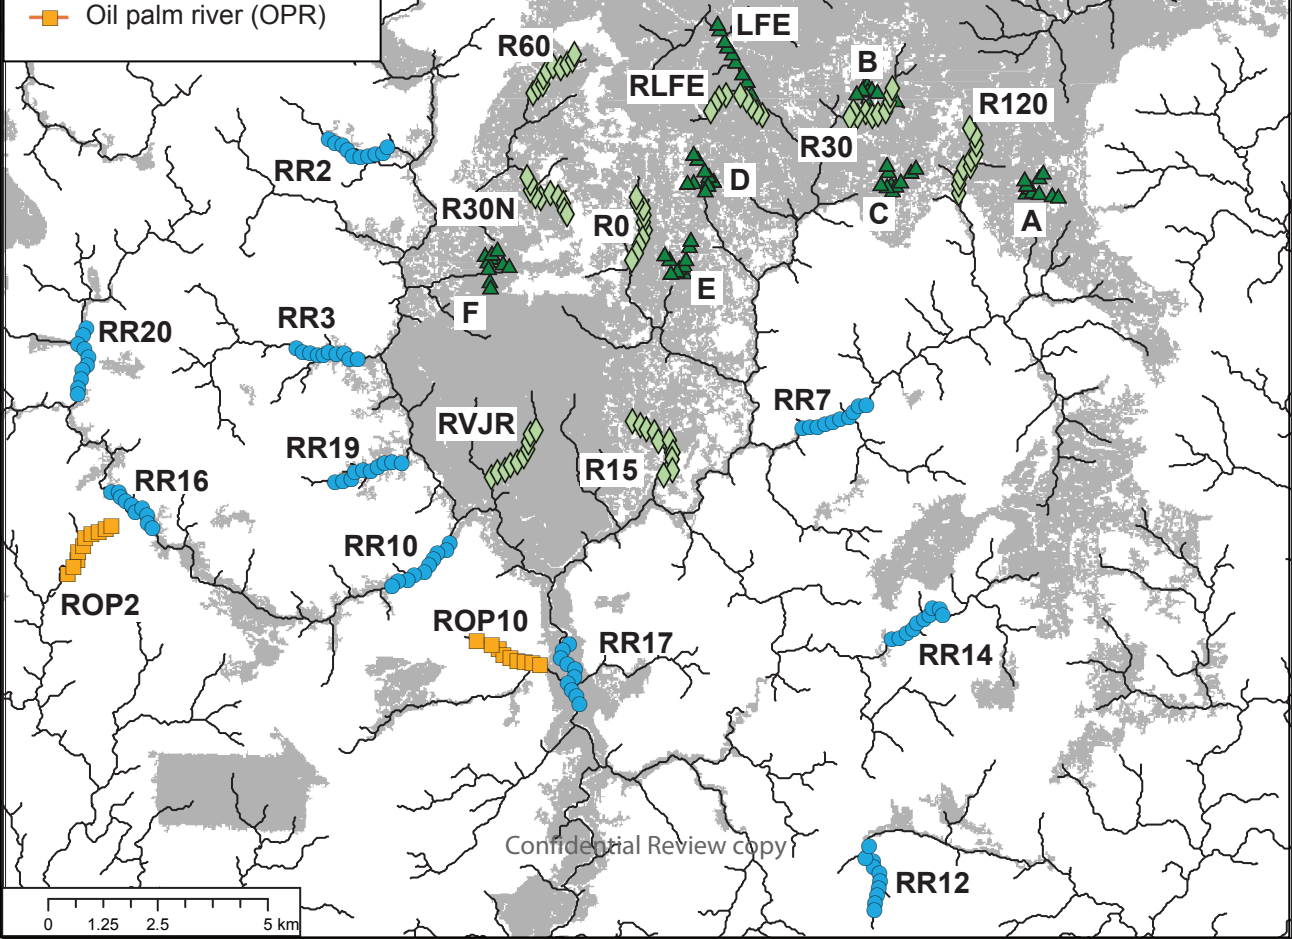 Oil palm river (OPR)
LFE
R60
B
RLFE
R120
R30
RR2
D
R30N
R0
C
A
E
F
RR20
RR3
RR7
RVJR
RR19
R15
RR16
RR10
ROP2
ROP10
RR17
RR14
Confidential Review copy
RR12
0 1.25 2.5 5 km